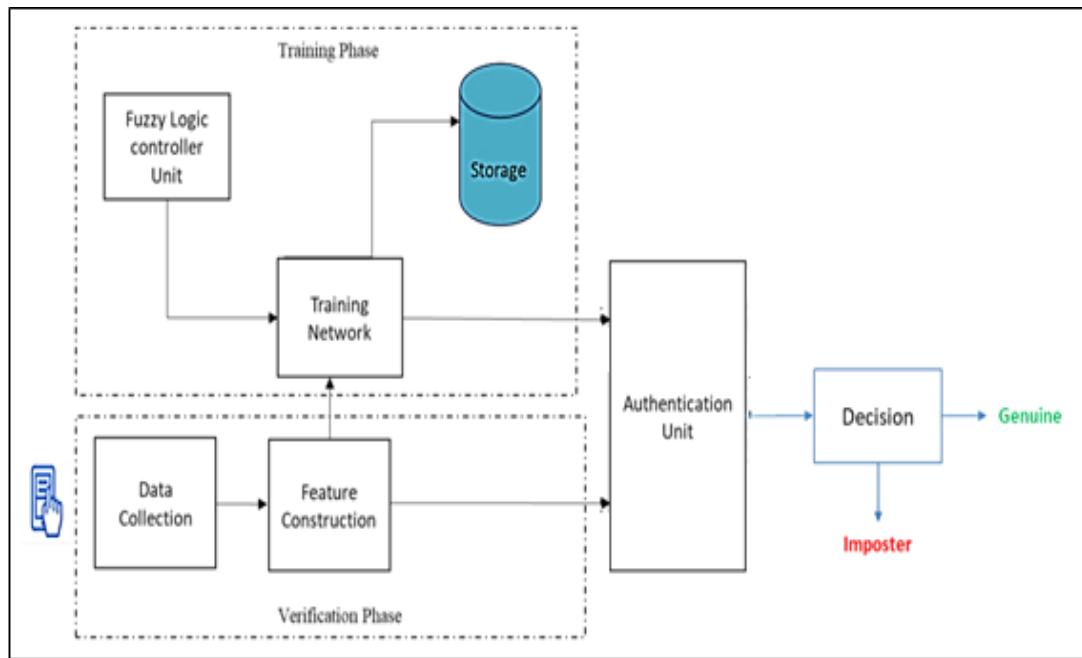 Training Phase
Fuzzy Logic
controller
Unit
Storage
Training
Network
Authentication
Unit
Decision
Genuine
Imposter
Data
Collection
Feature
Construction
Verification Phase